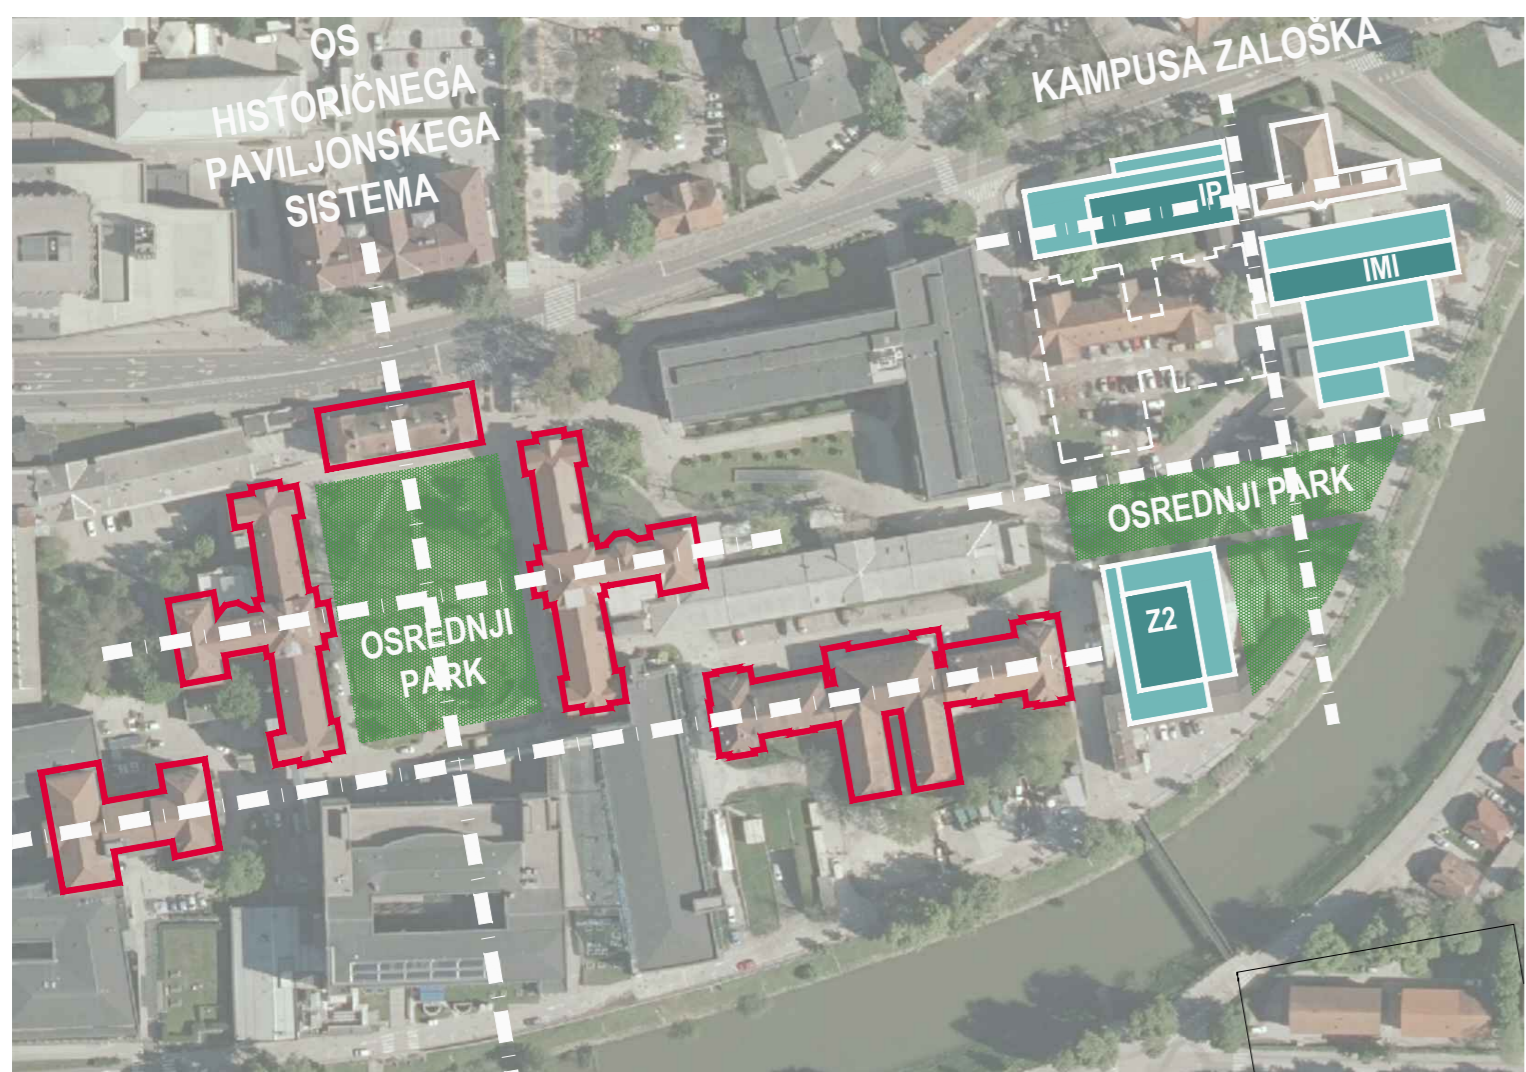 OS
HISTORIČNEGA
PAVILJONSKEGA
SISTEMA
KAMPUSA ZALOŠKA
IP
IMI
OSREDNJI PARK
Z2
OSREDNJI
PARK